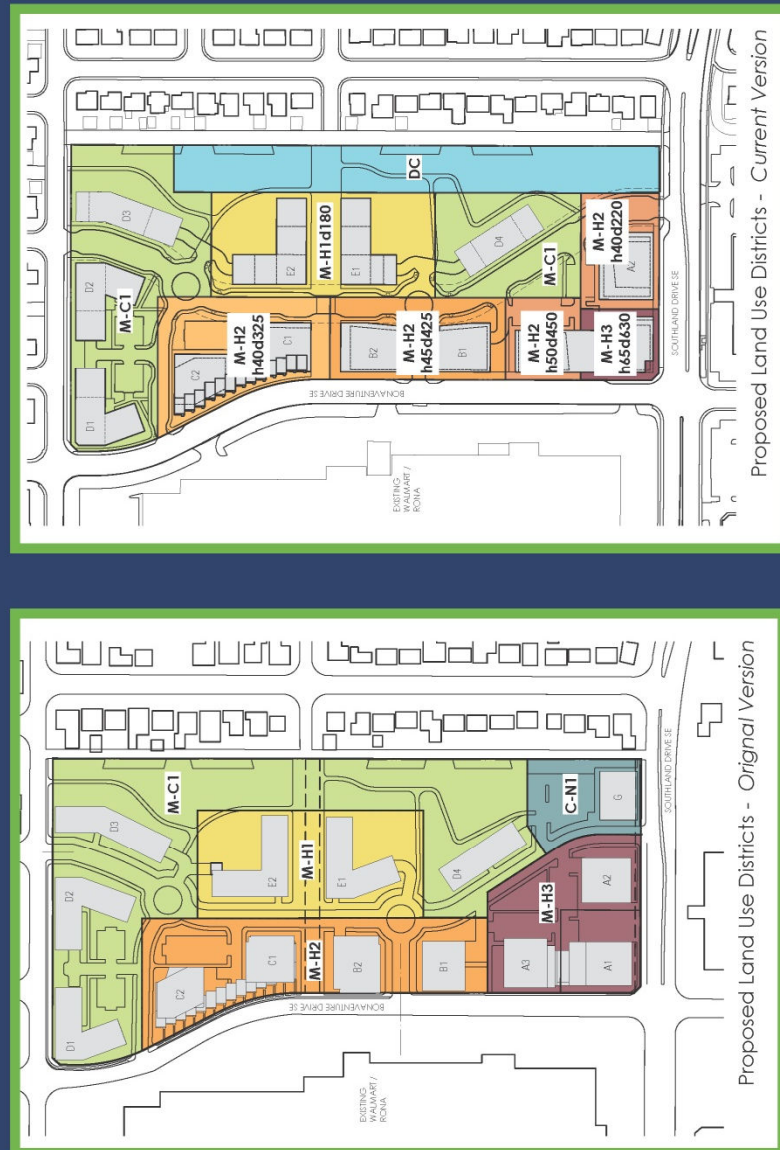 Proposed Land Use Districts - Orignal Version
M-C1
D1
D2
D3
D4
M-H1
E2
E1
M-H2
C2
C1
B2
B1
M-H3
A3
A2
A1
C-N1
G
BONAVENTURE DRIVE SE
SOUTHLAND DRIVE SE
EXISTING
WALMART /
RONA
Proposed Land Use Districts - Current Version
M-C1
D1
D2
D3
DC
M-H1d180
E2
E1
M-H2
h40d325
C2
C1
M-H2
h45d425
B2
B1
M-C1
D4
M-H2
h50d450
M-H2
h40d220
A2
M-H3
h65d630
BONAVENTURE DRIVE SE
SOUTHLAND DRIVE SE
EXISTING
WALMART /
RONA